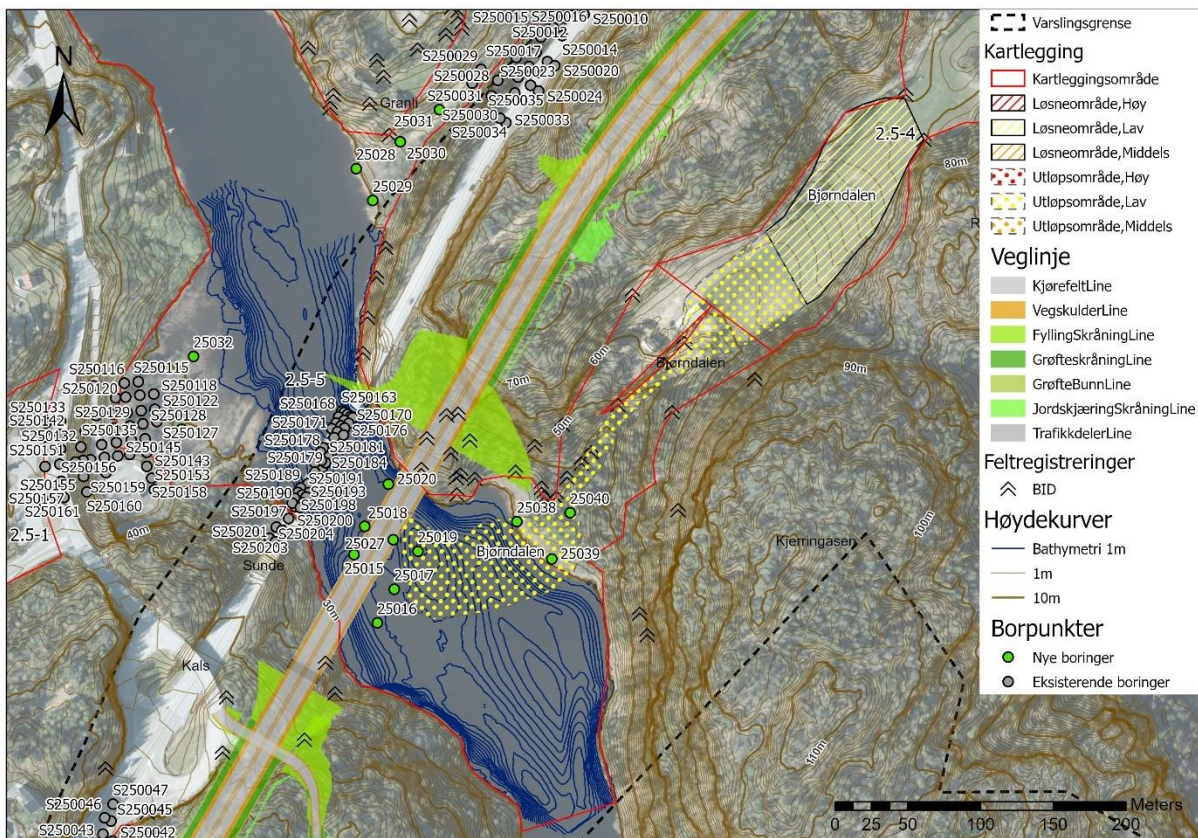 N
S250015
S250016
S250010
S250012
S250029
S250017
S250014
S250028
S250023
S250020
Granli
S250031
S250035
S250024
25031
S250030
S250033
S250034
25030
25028
25029
2.5-4
80m
Bjørndalen
60m
Bjørndalen
90m
25032
S250116
S250115
2.5-5
S250120
S250118
S250163
S250133
S250122
S250168
S250170
S250142
S250129
S250128
S250171
S250176
S250132
S250135
S250127
S250178
S250181
S250151
S250145
S250179
S250184
S250156
S250143
S250189
S250191
S250155
S250153
S250190
S250193
S250157
S250159
S250158
S250197
S250198
S250161
S250160
S250201
S250200
S250204
S250203
2.5-1
40m
Sunde
70m
50m
25020
25040
25038
25018
25019
Bjørndalen
25039
25027
25015
25017
25016
30m
Kjerringåsen
100m
110m
Kals
S250046
S250047
S250045
S250043
S250042
Varslingsgrense
Kartlegging
Kartleggingsområde
Løsneområde,Høy
Løsneområde,Lav
Løsneområde,Middels
Utløpsområde,Høy
Utløpsområde,Lav
Utløpsområde,Middels
Veglinje
KjørefeltLine
VegskulderLine
FyllingSkråningLine
GrøfteskråningLine
GrøfteBunnLine
JordskjæringSkråningLine
TrafikkdelerLine
Feltregistreringer
BID
Høydekurver
Bathymetri 1m
1m
10m
Borpunkter
Nye boringer
Eksisterende boringer
Meters
0 25 50 100 150 200